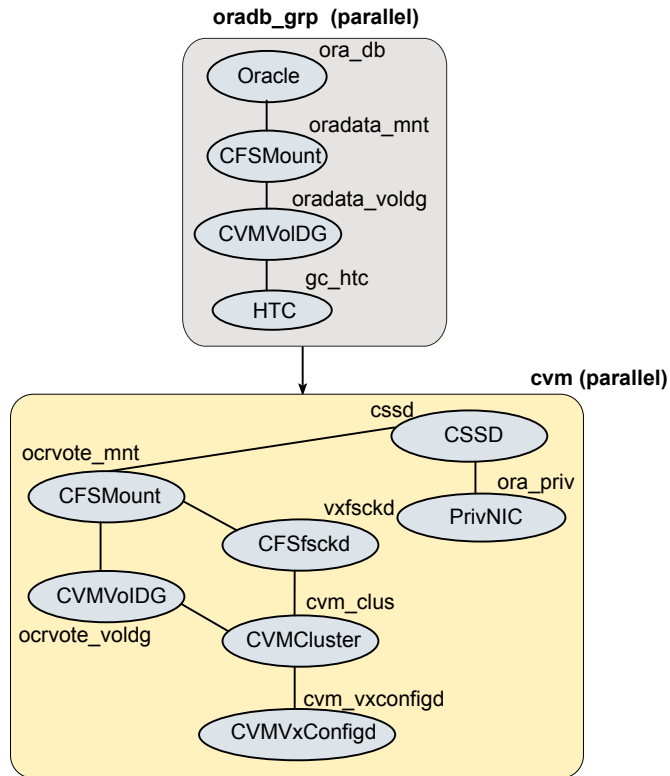 oradb_grp (parallel)
ora_db
Oracle
oradata_mnt
CFSMount
oradata_voldg
CVMVolDG
gc_htc
HTC
cvm (parallel)
cssd
CSSD
ocrvote_mnt
CFSMount
ora_priv
PrivNIC
vxfsckd
CFSfsckd
CVMVolDG
ocrvote_voldg
cvm_clus
CVMCluster
cvm_vxconfigd
CVMVxConfigd